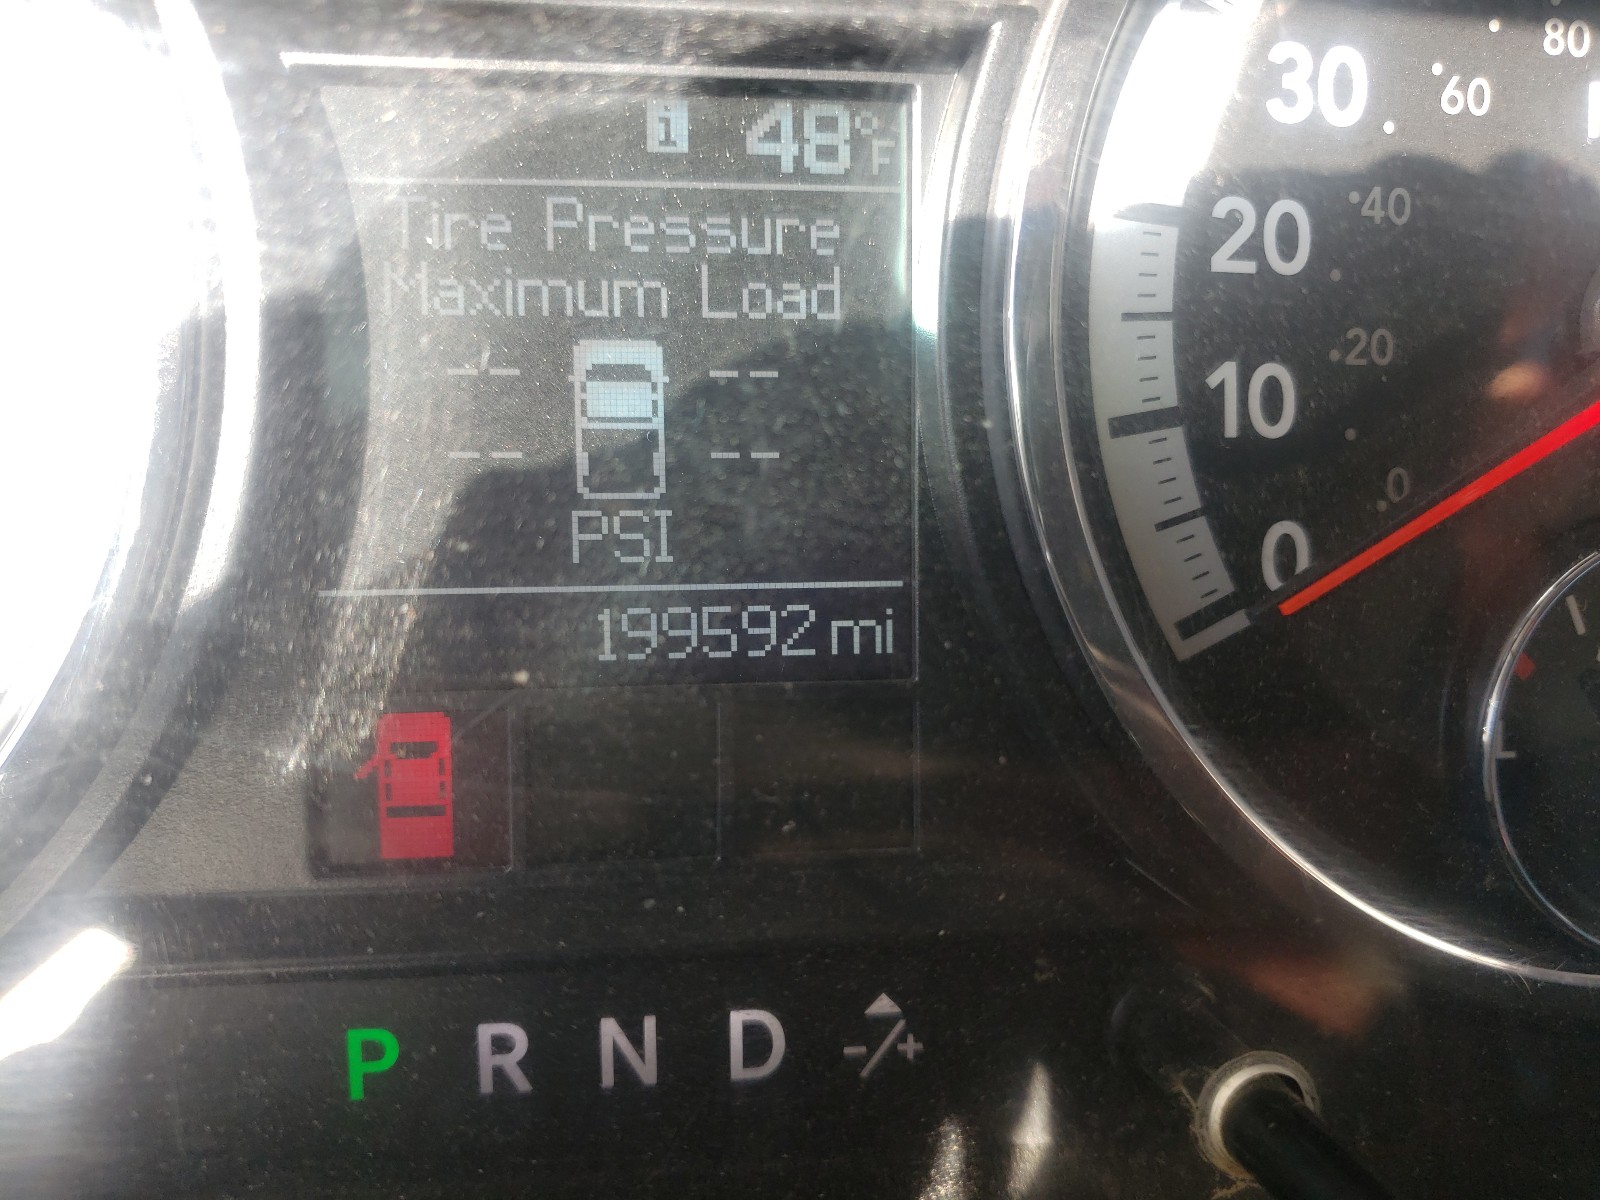 i 48°F
Tire Pressure
Maximum Load
-- --
-- --
PSI
199592 mi
P R N D -/+
80
30 60
20 40
10 20
0 0